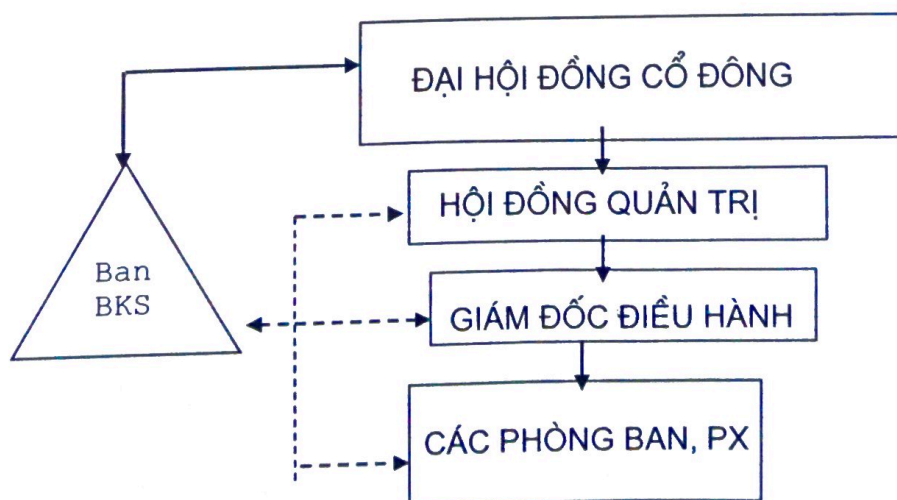 ĐẠI HỘI ĐỒNG CỔ ĐÔNG
HỘI ĐỒNG QUẢN TRỊ
Ban
BKS
GIÁM ĐỐC ĐIỀU HÀNH
CÁC PHÒNG BAN, PX